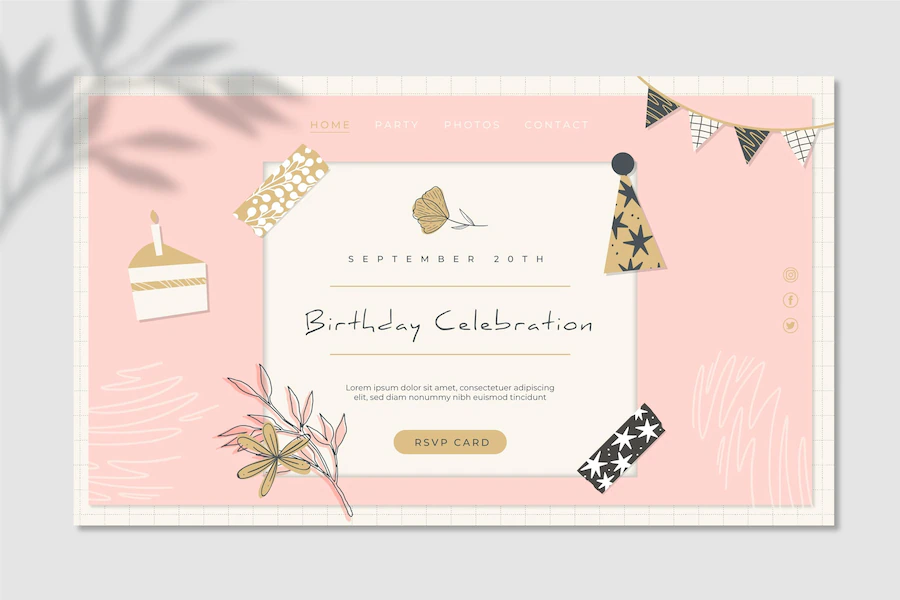 HOME PARTY PHOTOS CONTACT
SEPTEMBER 20TH
Birthday Celebration
Lorem ipsum dolor sit amet, consectetuer adipiscing
elit, sed diam nonummy nibh euismod tincidunt
RSVP CARD